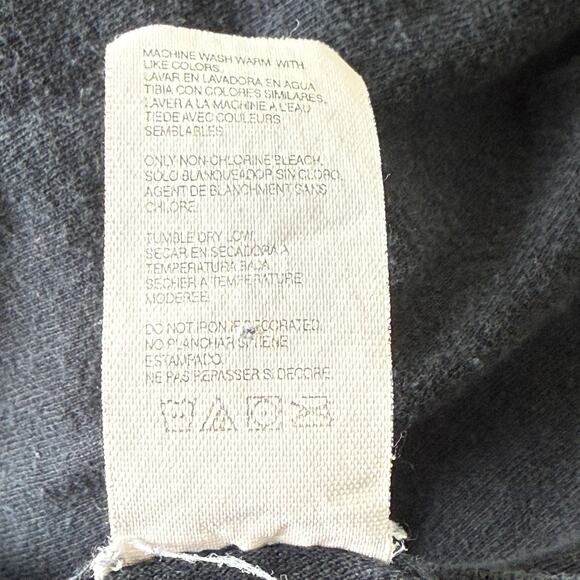 MACHINE WASH WARM WITH
LIKE COLORS.
LAVAR EN LAVADORA EN AGUA
TIBIA CON COLORES SIMILARES.
LAVER A LA MACHINE A L'EAU
TIEDE AVEC COULEURS
SEMBLABLES.
ONLY NON-CHLORINE BLEACH.
SOLO BLANQUEADOR SIN CLORO.
AGENT DE BLANCHMENT SANS
CHLORE.
TUMBLE DRY LOW.
SECAR EN SECADORA A
TEMPERATURA BAJA.
SECHER A TEMPERATURE
MODEREE.
DO NOT IRON IF DECORATED.
NO PLANCHAR SI TIENE
ESTAMPADO.
NE PAS REPASSER SI DECORE.